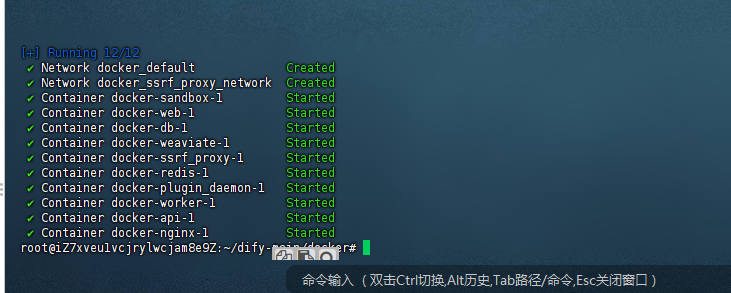 [+] Running 12/12
✔ Network docker_default Created
✔ Network docker_ssrf_proxy_network Created
✔ Container docker-sandbox-1 Started
✔ Container docker-web-1 Started
✔ Container docker-db-1 Started
✔ Container docker-weaviate-1 Started
✔ Container docker-ssrf_proxy-1 Started
✔ Container docker-redis-1 Started
✔ Container docker-plugin_daemon-1 Started
✔ Container docker-worker-1 Started
✔ Container docker-api-1 Started
✔ Container docker-nginx-1 Started
root@iZ7xveu1vcjrylwcjam8e9Z:~/dify-main/docker#
命令输入（双击Ctrl切换,Alt历史,Tab路径/命令,Esc关闭窗口）